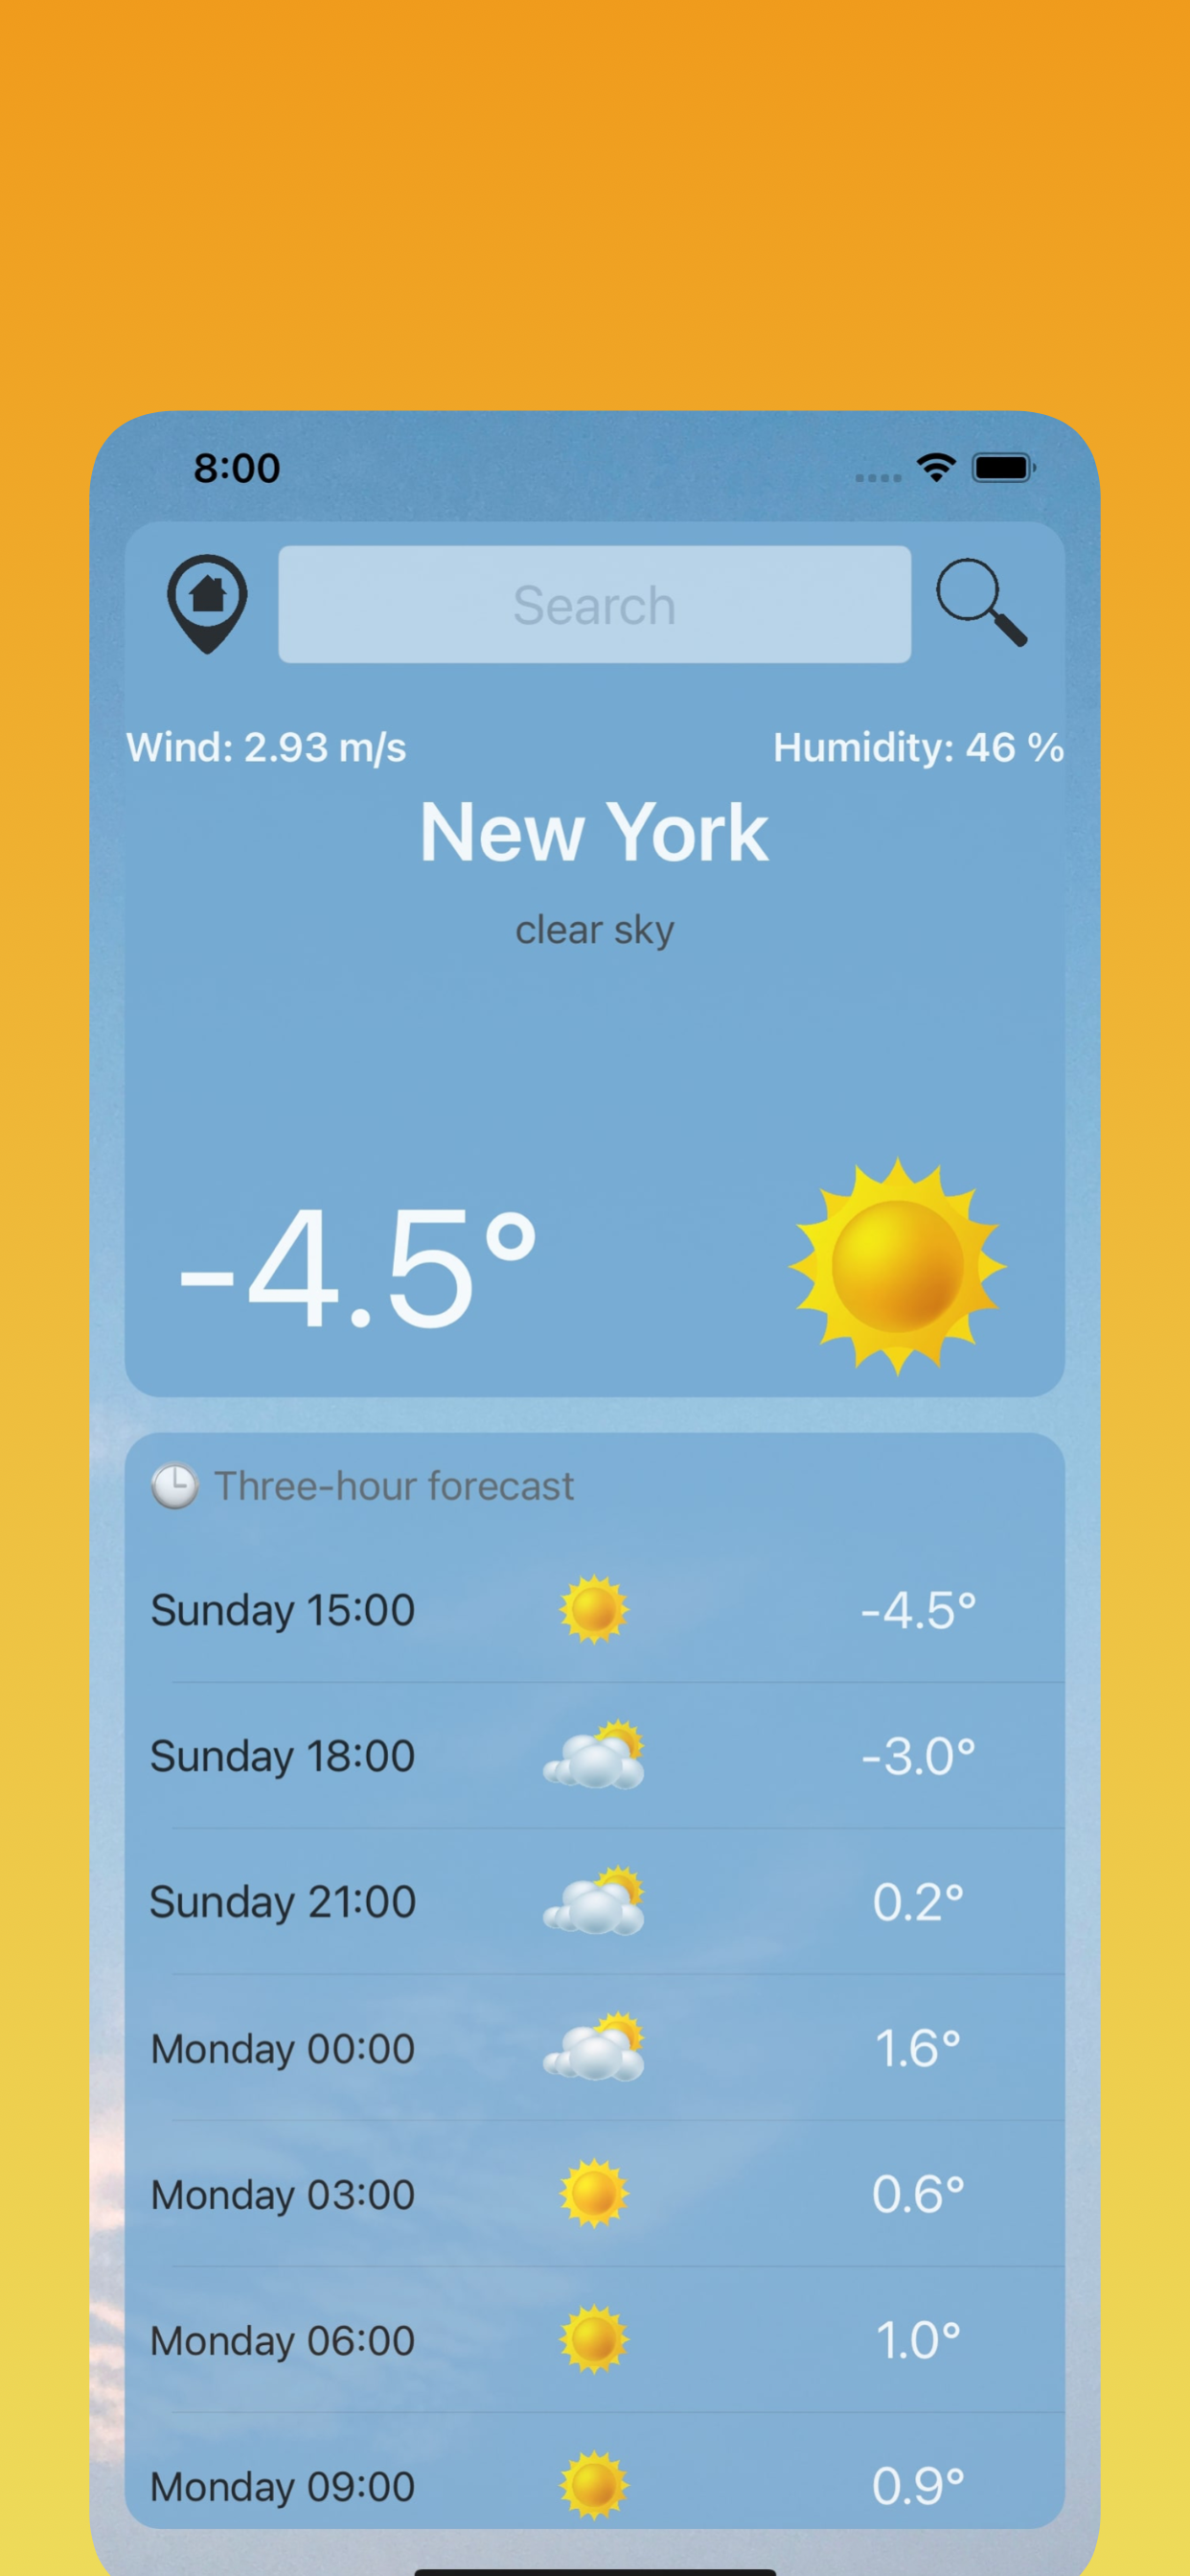 8:00
Search
Wind: 2.93 m/s
Humidity: 46 %
New York
clear sky
-4.5°
Three-hour forecast
Sunday 15:00 -4.5°
Sunday 18:00 -3.0°
Sunday 21:00 0.2°
Monday 00:00 1.6°
Monday 03:00 0.6°
Monday 06:00 1.0°
Monday 09:00 0.9°